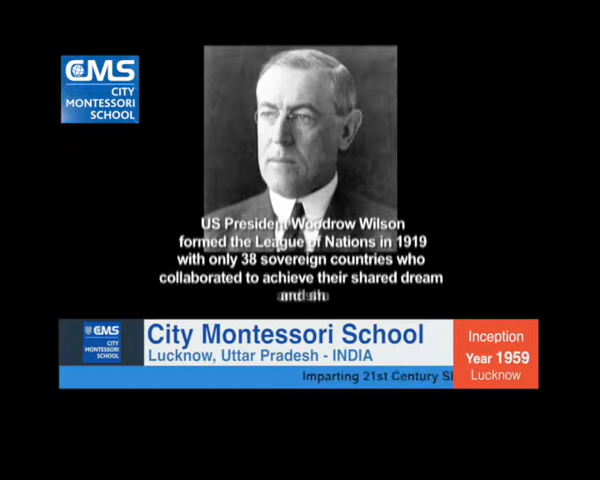 CMS
CITY
MONTESSORI
SCHOOL
US President Woodrow Wilson
formed the League of Nations in 1919
with only 38 sovereign countries who
collaborated to achieve their shared dream
and
CMS
CITY
MONTESSORI
SCHOOL
City Montessori School
Lucknow, Uttar Pradesh - INDIA
Imparting 21st Century
Inception
Year 1959
Lucknow